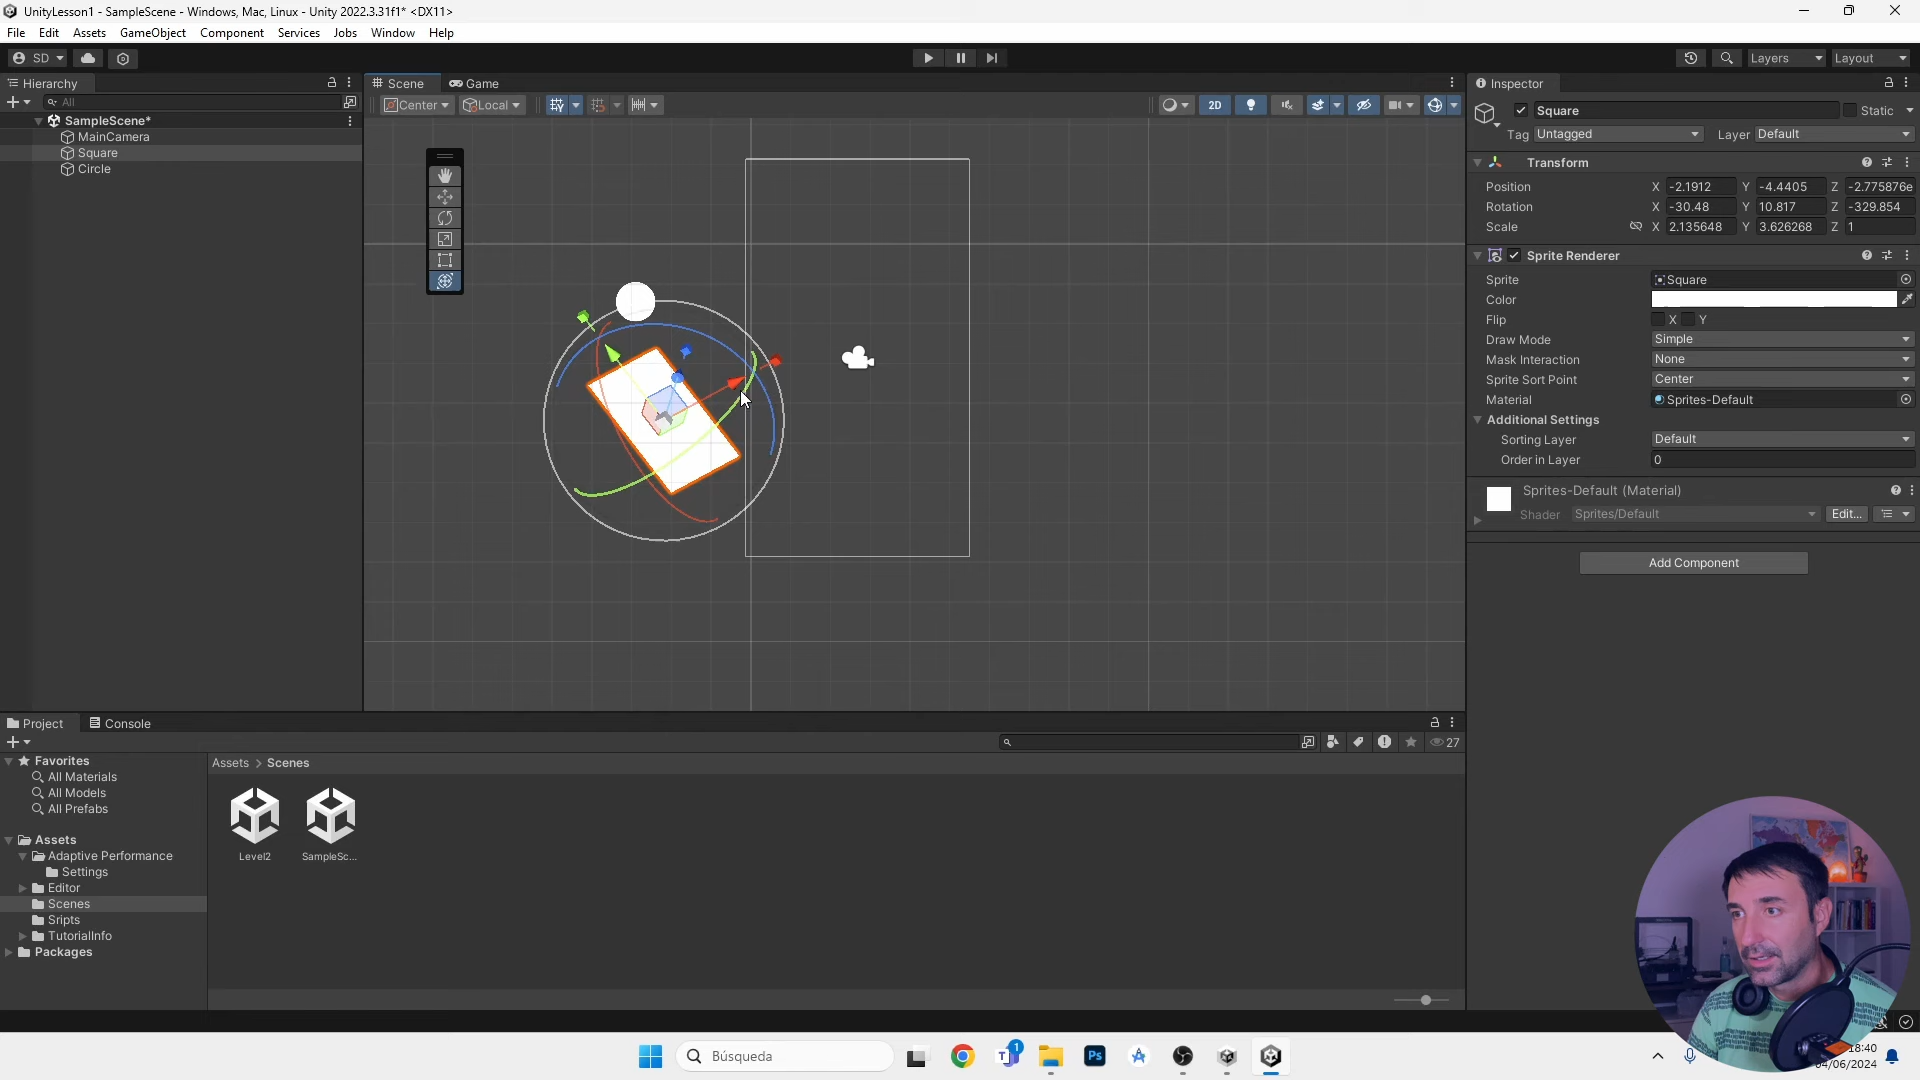 UnityLesson1 - SampleScene - Windows, Mac, Linux - Unity 2022.3.31f1* <DX11>
File Edit Assets GameObject Component Services Jobs Window Help
SD Layers Layout
Hierarchy Scene Game Inspector
All Center Local 2D Square Static
SampleScene*
MainCamera
Square
Circle
Tag Untagged Layer Default
Transform
Position X -2.1912 Y -4.4405 Z -2.775876e
Rotation X -30.48 Y 10.817 Z -329.854
Scale X 2.135648 Y 3.626268 Z 1
Sprite Renderer
Sprite Square
Color
Flip X Y
Draw Mode Simple
Mask Interaction None
Sprite Sort Point Center
Material Sprites-Default
Additional Settings
Sorting Layer Default
Order in Layer 0
Sprites-Default (Material)
Shader Sprites/Default Edit...
Add Component
Project Console
27
Favorites
All Materials
All Models
All Prefabs
Assets
Adaptive Performance
Settings
Editor
Scenes
Sripts
TutorialInfo
Packages
Assets > Scenes
Level2 SampleSc...
Búsqueda
1
Ps
18:40
04/06/2024